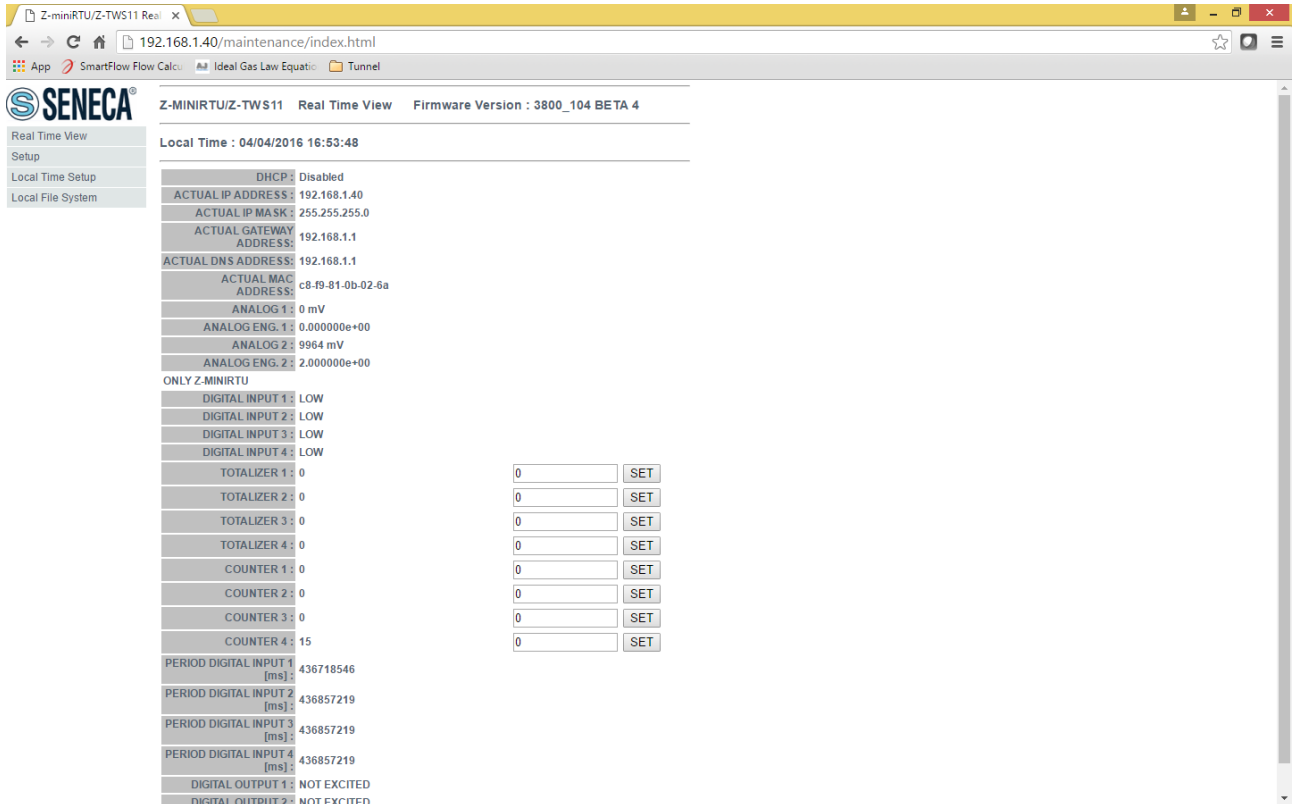 Z-miniRTU/Z-TWS11 Real
192.168.1.40/maintenance/index.html
App SmartFlow Flow Calcu Ideal Gas Law Equatio Tunnel
SENECA®
Real Time View
Setup
Local Time Setup
Local File System
Z-MINIRTU/Z-TWS11 Real Time View Firmware Version : 3800_104 BETA 4
Local Time : 04/04/2016 16:53:48
DHCP : Disabled
ACTUAL IP ADDRESS : 192.168.1.40
ACTUAL IP MASK : 255.255.255.0
ACTUAL GATEWAY
ADDRESS: 192.168.1.1
ACTUAL DNS ADDRESS: 192.168.1.1
ACTUAL MAC
ADDRESS: c8-f9-81-0b-02-6a
ANALOG 1 : 0 mV
ANALOG ENG. 1 : 0.000000e+00
ANALOG 2 : 9964 mV
ANALOG ENG. 2 : 2.000000e+00
ONLY Z-MINIRTU
DIGITAL INPUT 1 : LOW
DIGITAL INPUT 2 : LOW
DIGITAL INPUT 3 : LOW
DIGITAL INPUT 4 : LOW
TOTALIZER 1 : 0 0 SET
TOTALIZER 2 : 0 0 SET
TOTALIZER 3 : 0 0 SET
TOTALIZER 4 : 0 0 SET
COUNTER 1 : 0 0 SET
COUNTER 2 : 0 0 SET
COUNTER 3 : 0 0 SET
COUNTER 4 : 15 0 SET
PERIOD DIGITAL INPUT 1
[ms] : 436718546
PERIOD DIGITAL INPUT 2
[ms] : 436857219
PERIOD DIGITAL INPUT 3
[ms] : 436857219
PERIOD DIGITAL INPUT 4
[ms] : 436857219
DIGITAL OUTPUT 1 : NOT EXCITED
DIGITAL OUTPUT 2 : NOT EXCITED